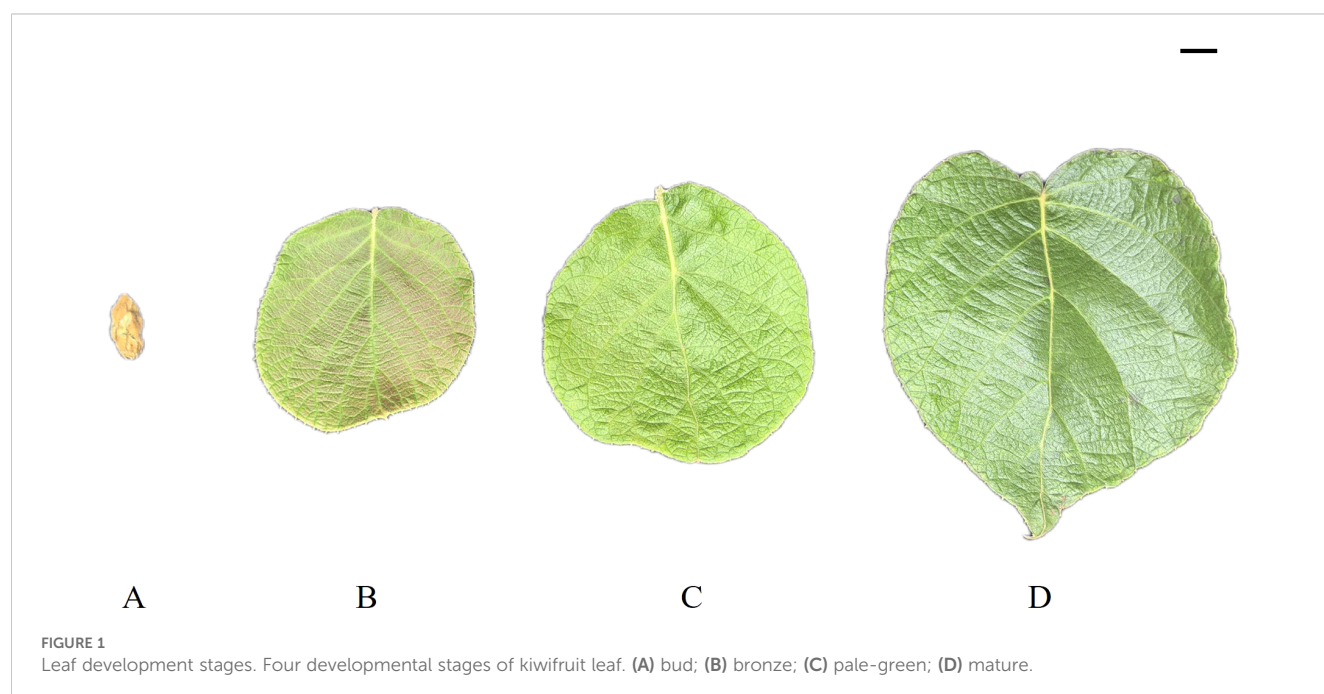 A B C D
FIGURE 1
Leaf development stages. Four developmental stages of kiwifruit leaf. (A) bud; (B) bronze; (C) pale-green; (D) mature.